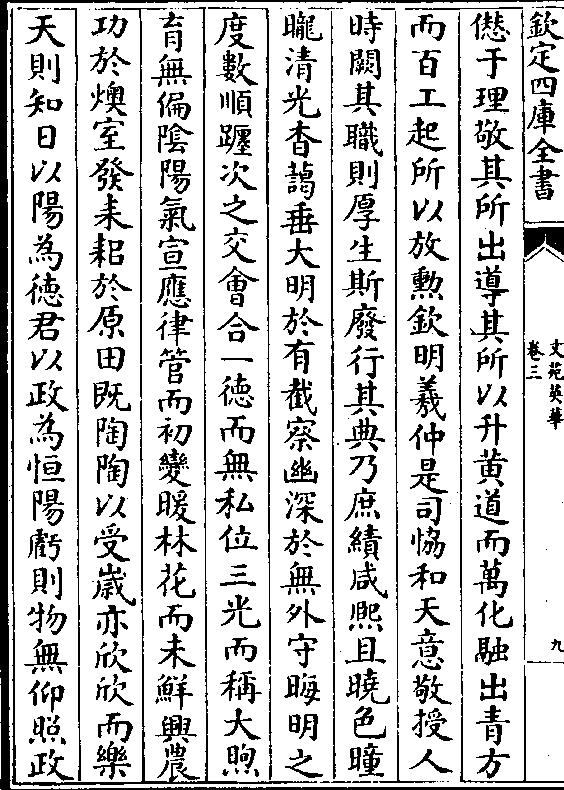 欽定四庫全書
文苑英華
卷三
九
僣于理敬其所出導其所以升黄道而萬化融出青方
而百工起所以放勲欽明羲仲是司恊和天意敬授人
時闕其職則厚生斯廢行其典乃庶績咸熈且曉色曈
曨清光杳藹垂大明於有截察幽深於無外守晦明之
度數順躔次之交會合一徳而無私位三光而稱大煦
育無偏隂陽氣宣應律管而初變暖林花而未鮮興農
功於燠室發耒耜於原田既陶陶以受嵗亦欣欣而樂
天則知日以陽為徳君以政為恒陽虧則物無仰照政